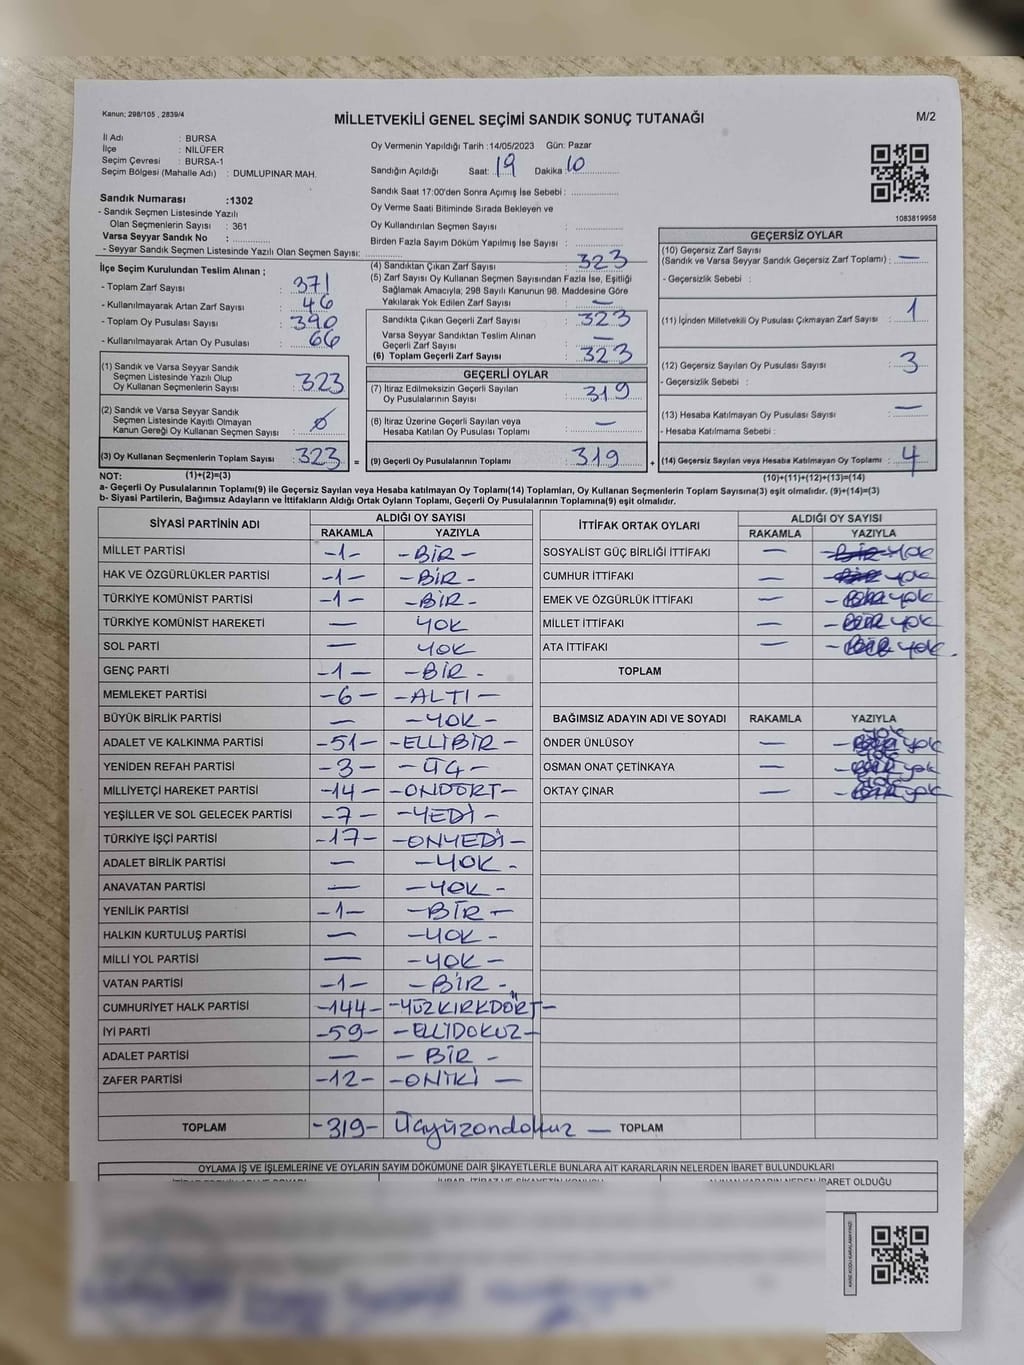 Kanun; 298/105 , 2839/4
MİLLETVEKİLİ GENEL SEÇİMİ SANDIK SONUÇ TUTANAĞI
M/2
İl Adı : BURSA
İlçe : NİLÜFER
Seçim Çevresi : BURSA-1
Seçim Bölgesi (Mahalle Adı) : DUMLUPINAR MAH.
Sandık Numarası :1302
- Sandık Seçmen Listesinde Yazılı
Olan Seçmenlerin Sayısı : 361
Varsa Seyyar Sandık No :
- Seyyar Sandık Seçmen Listesinde Yazılı Olan Seçmen Sayısı:
Oy Vermenin Yapıldığı Tarih :14/05/2023 Gün: Pazar
Sandığın Açıldığı Saat: 19 Dakika 10
Sandık Saat 17:00'den Sonra Açımış İse Sebebi :
Oy Verme Saati Bitiminde Sırada Bekleyen ve
Oy Kullandırılan Seçmen Sayısı :
Birden Fazla Sayım Döküm Yapılmış İse Sayısı :
1083819958
İlçe Seçim Kurulundan Teslim Alınan ;
- Toplam Zarf Sayısı : 371
- Kullanılmayarak Artan Zarf Sayısı : 46
- Toplam Oy Pusulası Sayısı : 390
- Kullanılmayarak Artan Oy Pusulası : 66
(1) Sandık ve Varsa Seyyar Sandık
Seçmen Listesinde Yazılı Olup
Oy Kullanan Seçmenlerin Sayısı : 323
(2) Sandık ve Varsa Seyyar Sandık
Seçmen Listesinde Kayıtlı Olmayan
Kanun Gereği Oy Kullanan Seçmen Sayısı : ø
(3) Oy Kullanan Seçmenlerin Toplam Sayısı : 323 =
(4) Sandıktan Çıkan Zarf Sayısı : 323
(5) Zarf Sayısı Oy Kullanan Seçmen Sayısından Fazla İse, Eşitliği
Sağlamak Amacıyla; 298 Sayılı Kanunun 98. Maddesine Göre
Yakılarak Yok Edilen Zarf Sayısı : —
Sandıkta Çıkan Geçerli Zarf Sayısı : 323
Varsa Seyyar Sandıktan Teslim Alınan
Geçerli Zarf Sayısı : —
(6) Toplam Geçerli Zarf Sayısı : 323
GEÇERLİ OYLAR
(7) İtiraz Edilmeksizin Geçerli Sayılan
Oy Pusulalarının Sayısı : 319
(8) İtiraz Üzerine Geçerli Sayılan veya
Hesaba Katılan Oy Pusulası Toplamı : —
(9) Geçerli Oy Pusulalarının Toplamı : 319 +
GEÇERSİZ OYLAR
(10) Geçersiz Zarf Sayısı
(Sandık ve Varsa Seyyar Sandık Geçersiz Zarf Toplamı) : —
- Geçersizlik Sebebi :
(11) İçinden Milletvekili Oy Pusulası Çıkmayan Zarf Sayısı : 1
(12) Geçersiz Sayılan Oy Pusulası Sayısı : 3
- Geçersizlik Sebebi :
(13) Hesaba Katılmayan Oy Pusulası Sayısı : —
- Hesaba Katılmama Sebebi :
(14) Geçersiz Sayılan veya Hesaba Katılmayan Oy Toplamı : 4
NOT: (1)+(2)=(3) (10)+(11)+(12)+(13)=(14)
a- Geçerli Oy Pusulalarının Toplamı(9) ile Geçersiz Sayılan veya Hesaba katılmayan Oy Toplamı(14) Toplamları, Oy Kullanan Seçmenlerin Toplam Sayısına(3) eşit olmalıdır. (9)+(14)=(3)
b- Siyasi Partilerin, Bağımsız Adayların ve İttifakların Aldığı Ortak Oyların Toplamı, Geçerli Oy Pusulalarının Toplamına(9) eşit olmalıdır.
SİYASİ PARTİNİN ADI ALDIĞI OY SAYISI
RAKAMLA YAZIYLA
MİLLET PARTİSİ -1- -BİR-
HAK VE ÖZGÜRLÜKLER PARTİSİ -1- -BİR-
TÜRKİYE KOMÜNİST PARTİSİ -1- -BİR-
TÜRKİYE KOMÜNİST HAREKETİ — YOK
SOL PARTİ — YOK
GENÇ PARTİ -1- -BİR-
MEMLEKET PARTİSİ -6- -ALTI-
BÜYÜK BİRLİK PARTİSİ — -YOK-
ADALET VE KALKINMA PARTİSİ -51- -ELLİBİR-
YENİDEN REFAH PARTİSİ -3- -ÜÇ-
MİLLİYETÇİ HAREKET PARTİSİ -14- -ONDÖRT-
YEŞİLLER VE SOL GELECEK PARTİSİ -7- -YEDİ-
TÜRKİYE İŞÇİ PARTİSİ -17- -ONYEDİ-
ADALET BİRLİK PARTİSİ — -YOK-
ANAVATAN PARTİSİ — -YOK-
YENİLİK PARTİSİ -1- -BİR-
HALKIN KURTULUŞ PARTİSİ — -YOK-
MİLLİ YOL PARTİSİ — -YOK-
VATAN PARTİSİ -1- -BİR-
CUMHURİYET HALK PARTİSİ -144- -YÜZKIRKDÖRT-
İYİ PARTİ -59- -ELLİDOKUZ-
ADALET PARTİSİ — -BİR-
ZAFER PARTİSİ -12- -ONİKİ-
TOPLAM -319- Üçyüzondokuz —
İTTİFAK ORTAK OYLARI ALDIĞI OY SAYISI
RAKAMLA YAZIYLA
SOSYALİST GÜÇ BİRLİĞİ İTTİFAKI — -BİR YOK
CUMHUR İTTİFAKI — -BİR YOK
EMEK VE ÖZGÜRLÜK İTTİFAKI — -BİR YOK
MİLLET İTTİFAKI — -BİR YOK
ATA İTTİFAKI — -BİR YOK.
TOPLAM
BAĞIMSIZ ADAYIN ADI VE SOYADI RAKAMLA YAZIYLA
ÖNDER ÜNLÜSOY — yok yok
OSMAN ONAT ÇETİNKAYA — yok yok
OKTAY ÇINAR — yok yok
TOPLAM
OYLAMA İŞ VE İŞLEMLERİNE VE OYLARIN SAYIM DÖKÜMÜNE DAİR ŞİKAYETLERLE BUNLARA AİT KARARLARIN NELERDEN İBARET BULUNDUKLARI
İBARET OLDUĞU